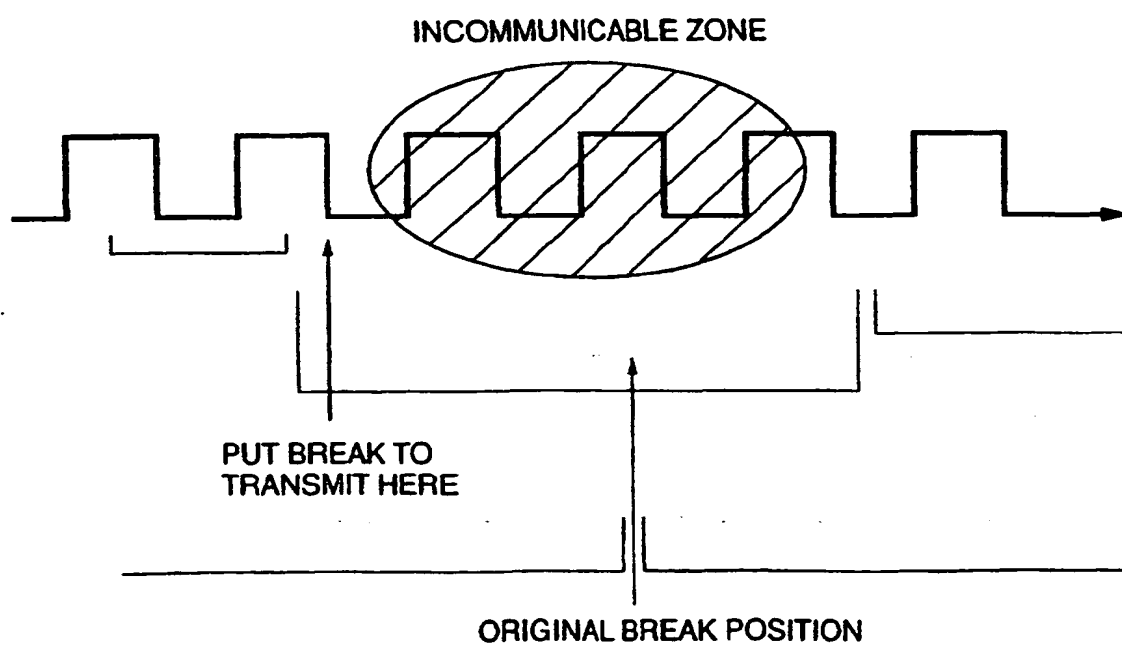 INCOMMUNICABLE ZONE
PUT BREAK TO
TRANSMIT HERE
ORIGINAL BREAK POSITION